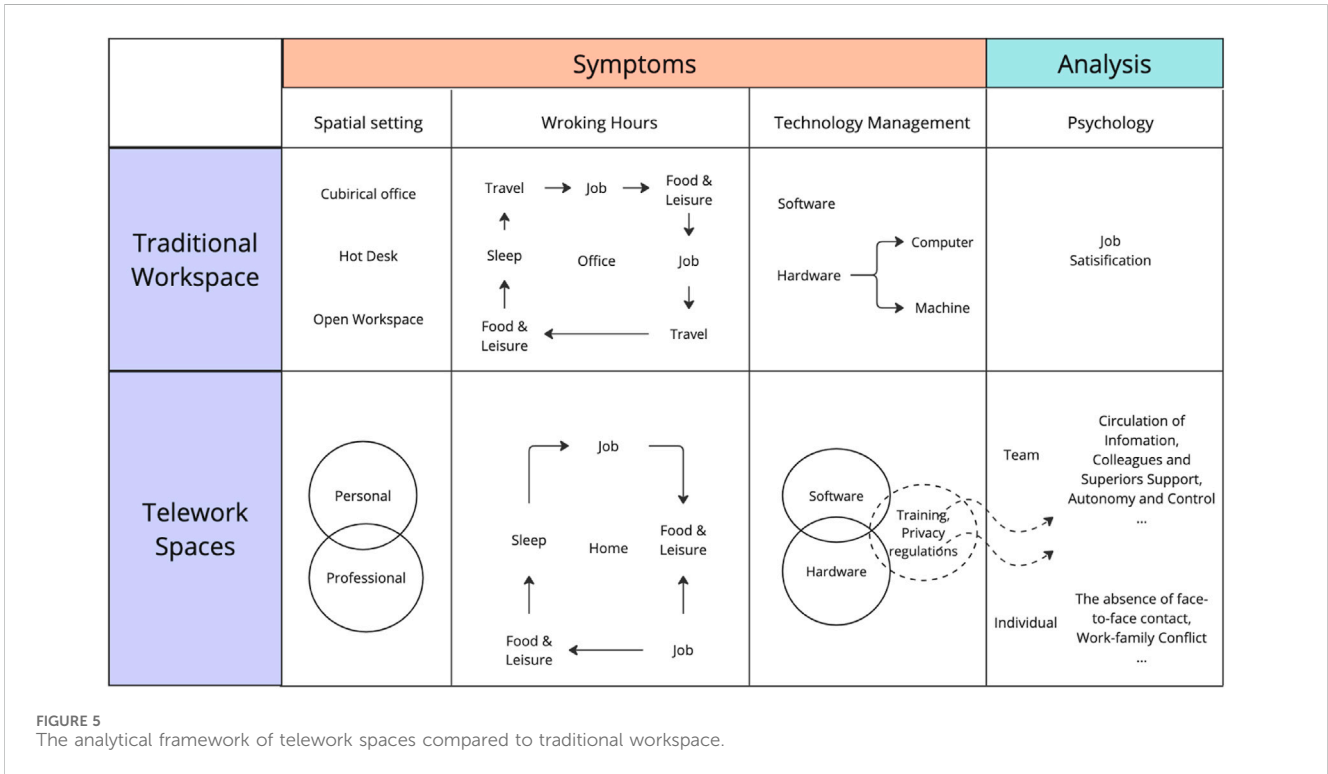 Symptoms
Analysis
Spatial setting
Wroking Hours
Technology Management
Psychology
Traditional
Workspace
Cubirical office
Hot Desk
Open Workspace
Travel
Job
Food &
Leisure
Sleep
Office
Job
Food &
Leisure
Travel
Software
Hardware
Computer
Machine
Job
Satisification
Telework
Spaces
Personal
Professional
Job
Sleep
Home
Food &
Leisure
Food &
Leisure
Job
Software
Hardware
Training,
Privacy
regulations
Team
Circulation of
Infomation,
Colleagues and
Superiors Support,
Autonomy and Control
...
Individual
The absence of face-
to-face contact,
Work-family Conflict
...
FIGURE 5
The analytical framework of telework spaces compared to traditional workspace.